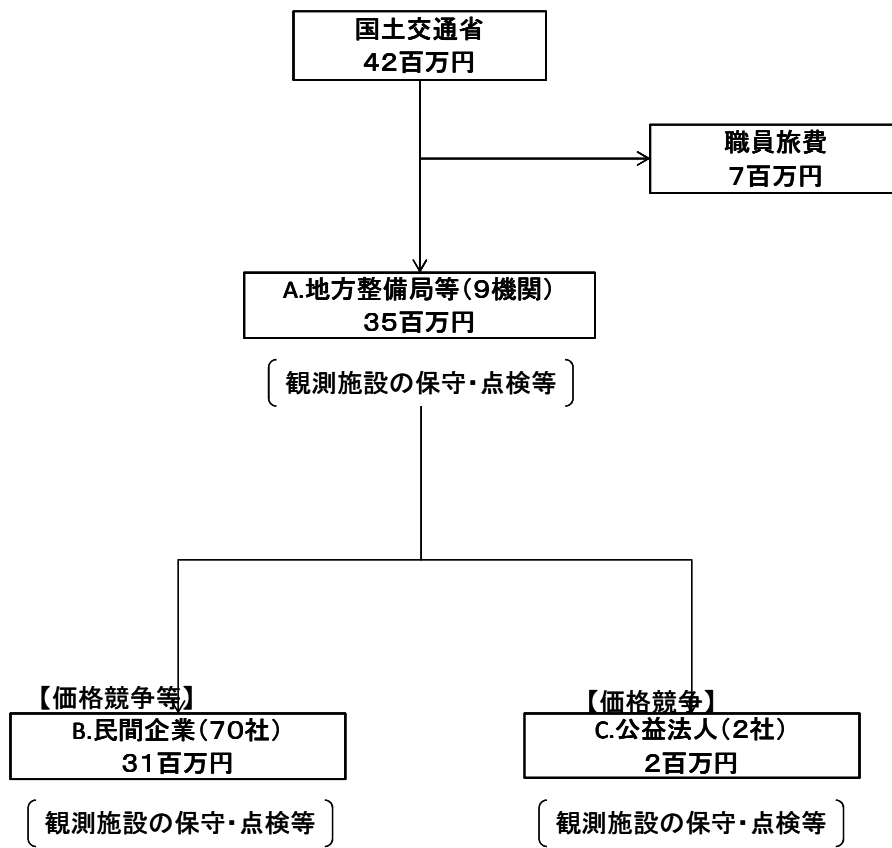 国土交通省
42百万円
職員旅費
7百万円
A.地方整備局等(9機関)
35百万円
観測施設の保守・点検等
【価格競争等】
B.民間企業(70社)
31百万円
観測施設の保守・点検等
【価格競争】
C.公益法人(2社)
2百万円
観測施設の保守・点検等